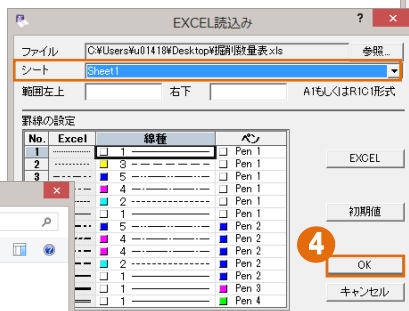 EXCEL読込み ? ×
ファイル C:¥Users¥u01418¥Desktop¥掘削数量表.xls 参照...
シート Sheet1
範囲左上 右下 A1もしくはR1C1形式
罫線の設定
No. Excel 線種 ペン
1 1 Pen 1
2 3 Pen 1
3 5 Pen 1
4 Pen 1
2 Pen 1
1 Pen 1
5 Pen 2
4 Pen 2
4 Pen 2
2 Pen 2
1 Pen 2
1 Pen 3
1 Pen 4
EXCEL
初期値
4
OK
キャンセル
×